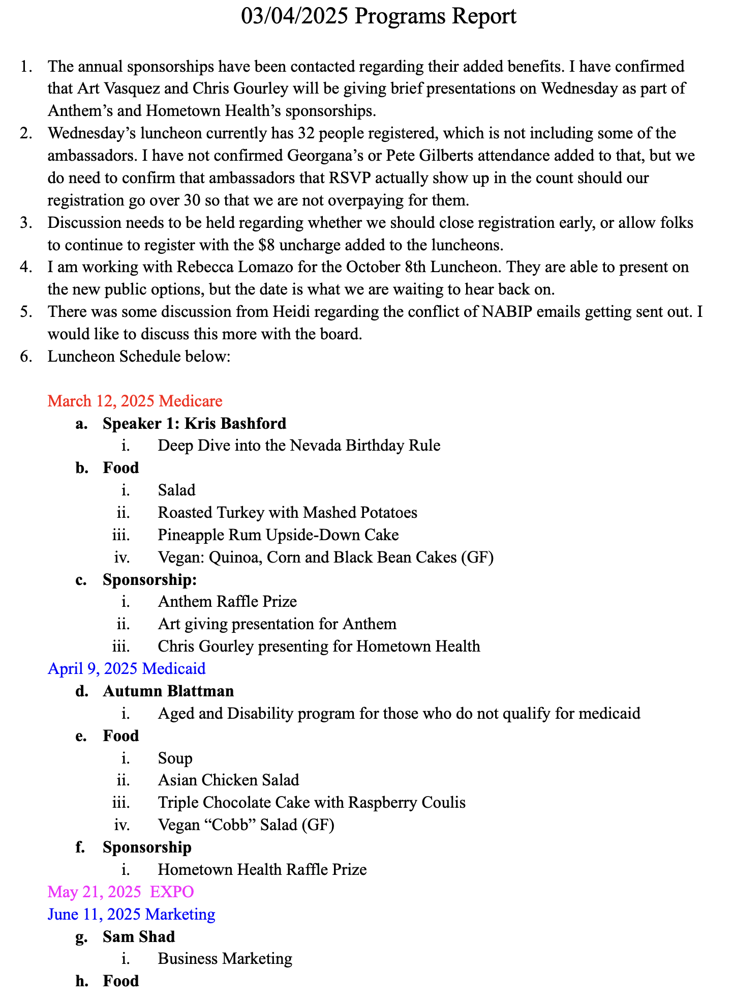 03/04/2025 Programs Report
1. The annual sponsorships have been contacted regarding their added benefits. I have confirmed
that Art Vasquez and Chris Gourley will be giving brief presentations on Wednesday as part of
Anthem’s and Hometown Health’s sponsorships.
2. Wednesday’s luncheon currently has 32 people registered, which is not including some of the
ambassadors. I have not confirmed Georgana’s or Pete Gilberts attendance added to that, but we
do need to confirm that ambassadors that RSVP actually show up in the count should our
registration go over 30 so that we are not overpaying for them.
3. Discussion needs to be held regarding whether we should close registration early, or allow folks
to continue to register with the $8 uncharge added to the luncheons.
4. I am working with Rebecca Lomazo for the October 8th Luncheon. They are able to present on
the new public options, but the date is what we are waiting to hear back on.
5. There was some discussion from Heidi regarding the conflict of NABIP emails getting sent out. I
would like to discuss this more with the board.
6. Luncheon Schedule below:
March 12, 2025 Medicare
a. Speaker 1: Kris Bashford
i. Deep Dive into the Nevada Birthday Rule
b. Food
i. Salad
ii. Roasted Turkey with Mashed Potatoes
iii. Pineapple Rum Upside-Down Cake
iv. Vegan: Quinoa, Corn and Black Bean Cakes (GF)
c. Sponsorship:
i. Anthem Raffle Prize
ii. Art giving presentation for Anthem
iii. Chris Gourley presenting for Hometown Health
April 9, 2025 Medicaid
d. Autumn Blattman
i. Aged and Disability program for those who do not qualify for medicaid
e. Food
i. Soup
ii. Asian Chicken Salad
iii. Triple Chocolate Cake with Raspberry Coulis
iv. Vegan “Cobb” Salad (GF)
f. Sponsorship
i. Hometown Health Raffle Prize
May 21, 2025 EXPO
June 11, 2025 Marketing
g. Sam Shad
i. Business Marketing
h. Food